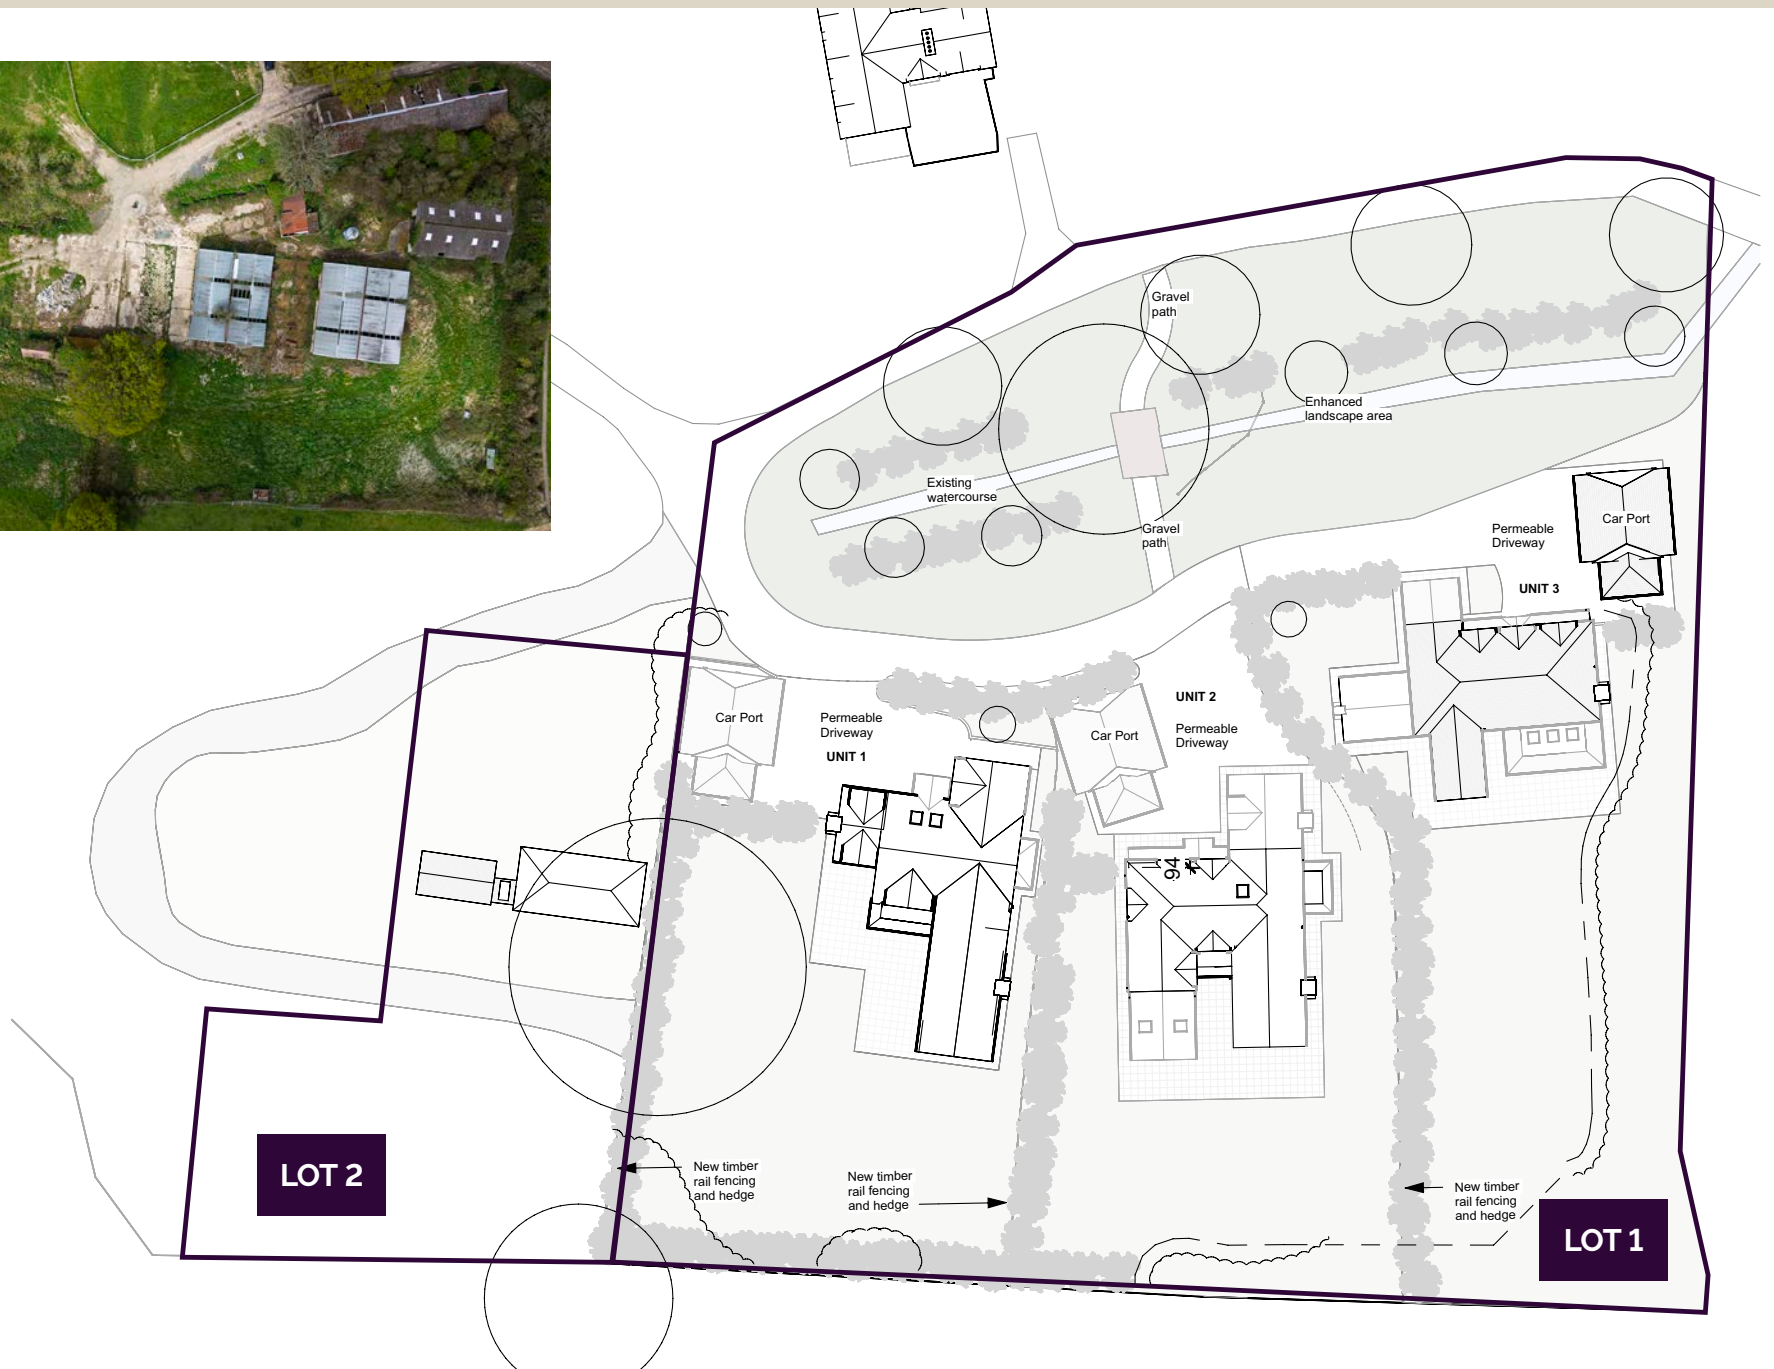 Gravel
path
Enhanced
landscape area
Existing
watercourse
Gravel
path
Permeable
Driveway
Car Port
UNIT 3
UNIT 2
Car Port
Permeable
Driveway
Car Port
Permeable
Driveway
UNIT 1
94
LOT 2
New timber
rail fencing
and hedge
New timber
rail fencing
and hedge
New timber
rail fencing
and hedge
LOT 1